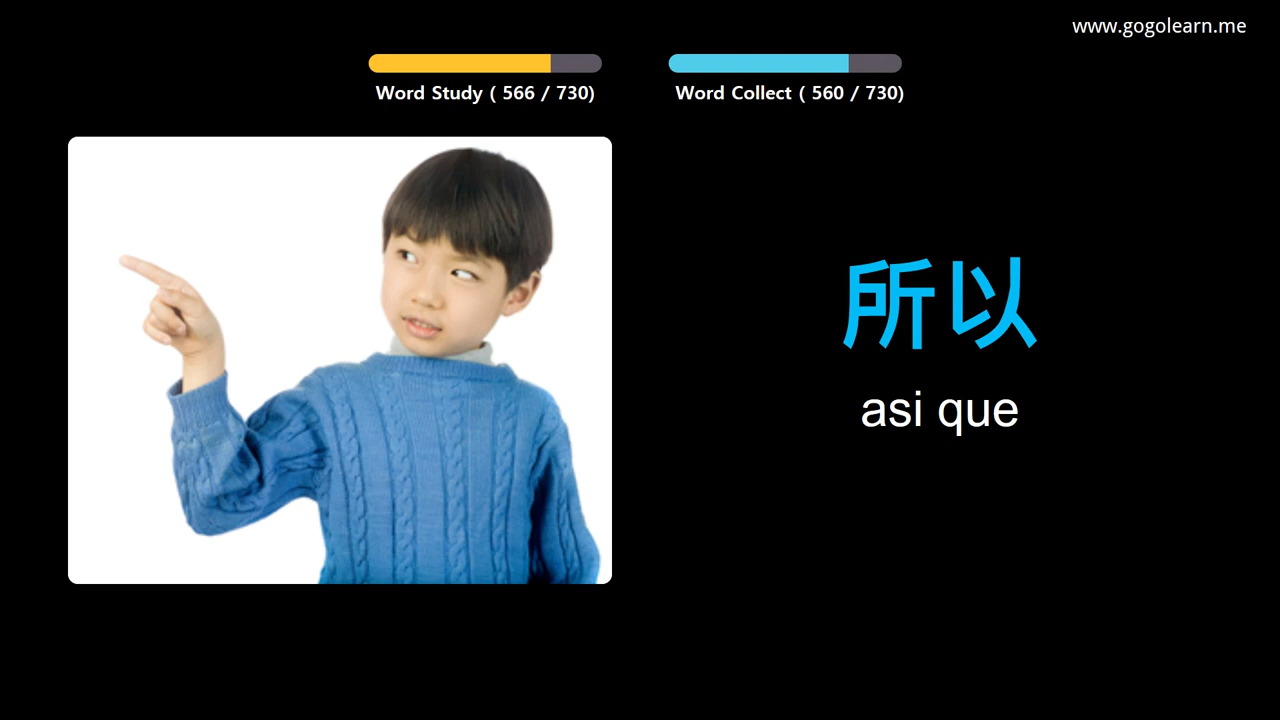 www.gogolearn.me
Word Study ( 566 / 730)
Word Collect ( 560 / 730)
所以
asi que